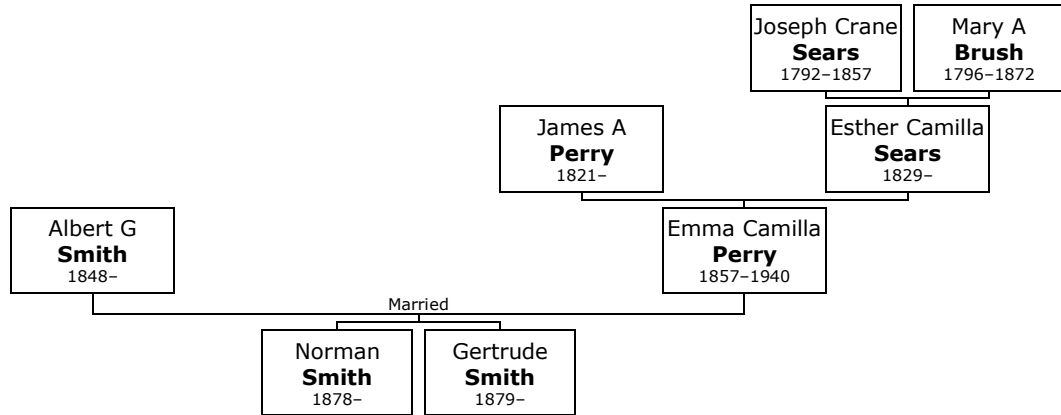 Joseph Crane
Sears
1792–1857
Mary A
Brush
1796–1872
James A
Perry
1821–
Esther Camilla
Sears
1829–
Albert G
Smith
1848–
Emma Camilla
Perry
1857–1940
Married
Norman
Smith
1878–
Gertrude
Smith
1879–